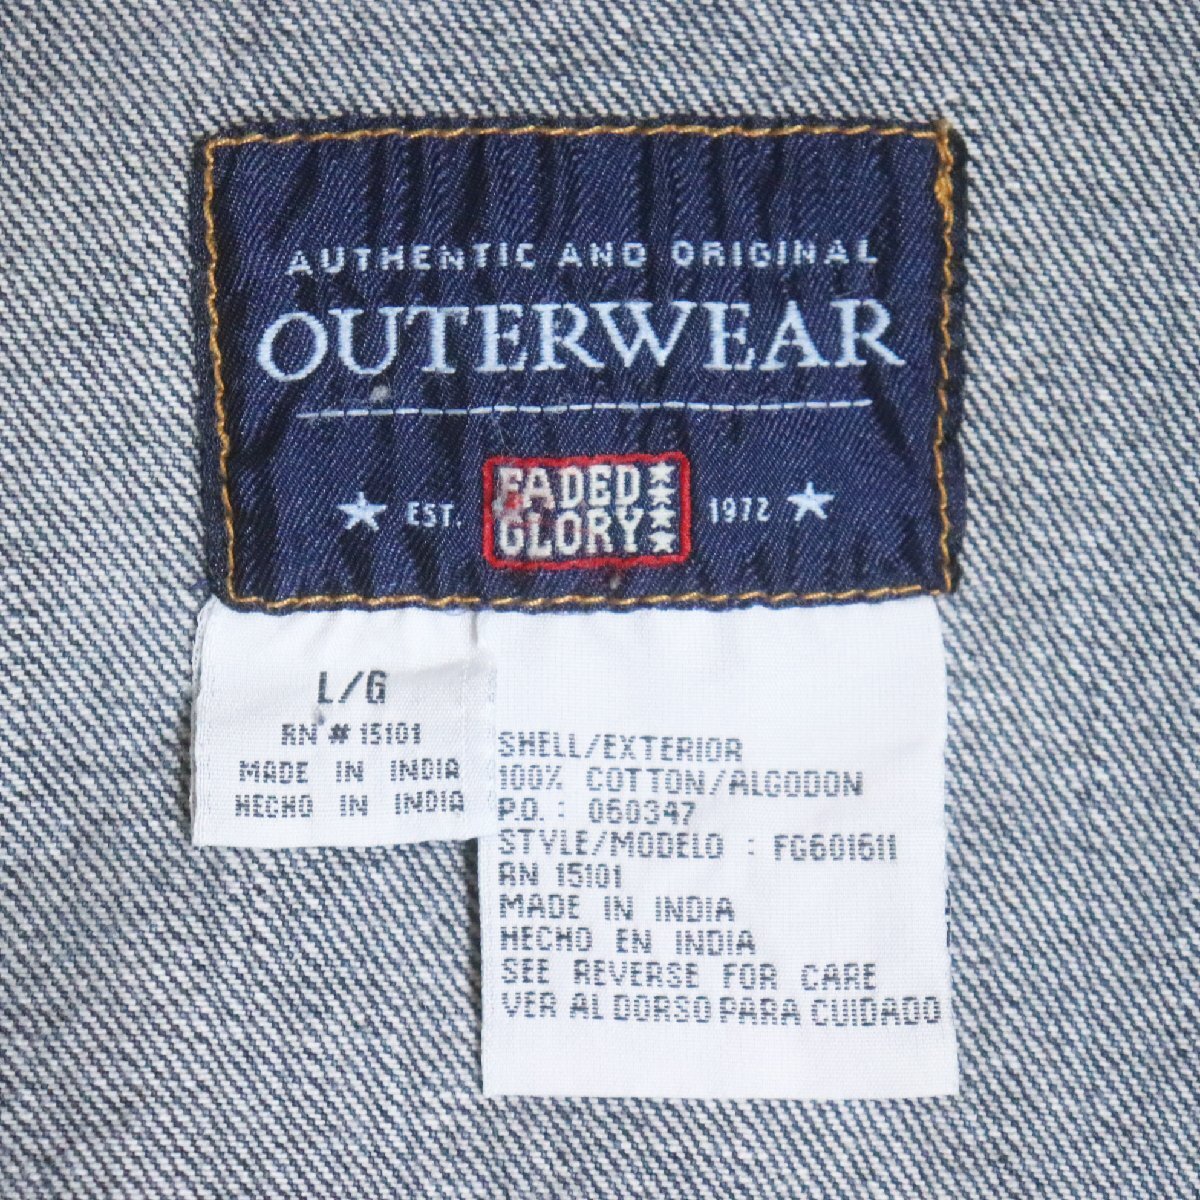 AUTHENTIC AND ORIGINAL
OUTERWEAR
EST.
FADED
GLORY
1972
L/G
RN # 15101
MADE IN INDIA
HECHO IN INDIA
SHELL/EXTERIOR
100% COTTON/ALGODON
P.O. : 060347
STYLE/MODELO : FG601611
RN 15101
MADE IN INDIA
HECHO EN INDIA
SEE REVERSE FOR CARE
VER AL DORSO PARA CUIDADO